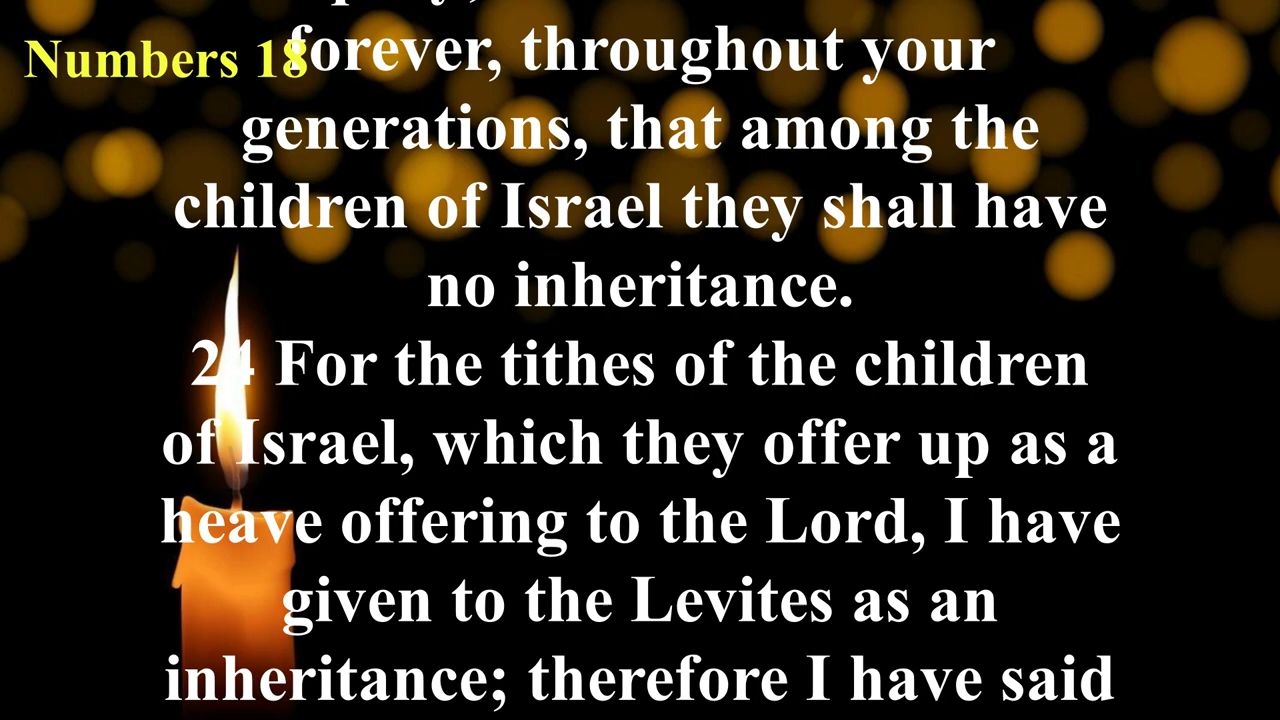 Numbers 18
forever, throughout your
generations, that among the
children of Israel they shall have
no inheritance.
24 For the tithes of the children
of Israel, which they offer up as a
heave offering to the Lord, I have
given to the Levites as an
inheritance; therefore I have said